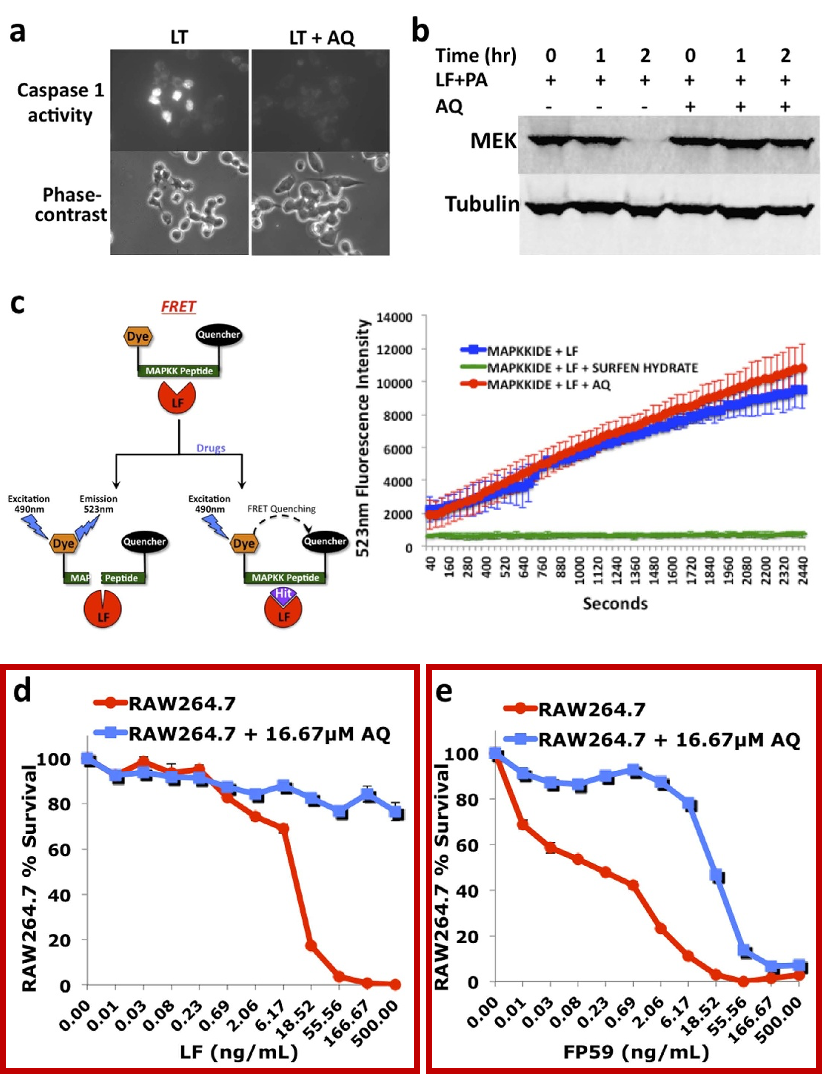 a
LT
LT + AQ
Caspase 1
activity
Phase-
contrast
b
Time (hr) 0 1 2 0 1 2
LF+PA + + + + + +
AQ - - - + + +
MEK
Tubulin
c
FRET
Dye
Quencher
MAPKK Peptide
LF
Drugs
Excitation
490nm
Emission
523nm
Dye
Quencher
MAPKK Peptide
LF
Excitation
490nm
FRET Quenching
Dye
Quencher
MAPKK Peptide
Hit
LF
523nm Fluorescence Intensity
14000
12000
10000
8000
6000
4000
2000
0
MAPKKIDE + LF
MAPKKIDE + LF + SURFEN HYDRATE
MAPKKIDE + LF + AQ
40 160 280 400 520 640 760 880 1000 1120 1240 1360 1480 1600 1720 1840 1960 2080 2200 2320 2440
Seconds
d
RAW264.7
RAW264.7 + 16.67µM AQ
RAW264.7 % Survival
100
80
60
40
20
0
0.00 0.01 0.03 0.08 0.23 0.69 2.06 6.17 18.52 55.56 166.67 500.00
LF (ng/mL)
e
RAW264.7
RAW264.7 + 16.67µM AQ
RAW264.7 % Survival
100
80
60
40
20
0
0.00 0.01 0.03 0.08 0.23 0.69 2.06 6.17 18.52 55.56 166.67 500.00
FP59 (ng/mL)